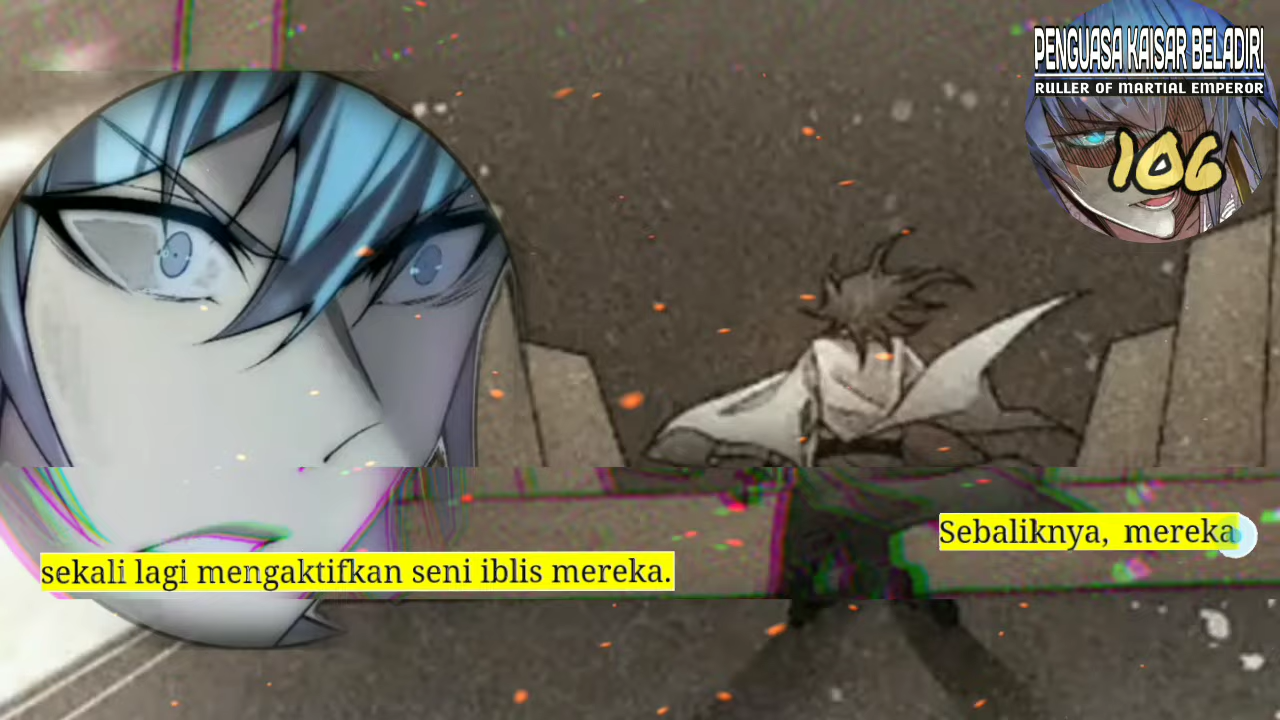 PENGUASA KAISAR BELADIRI
RULLER OF MARTIAL EMPEROR
106
Sebaliknya, mereka
sekali lagi mengaktifkan seni iblis mereka.